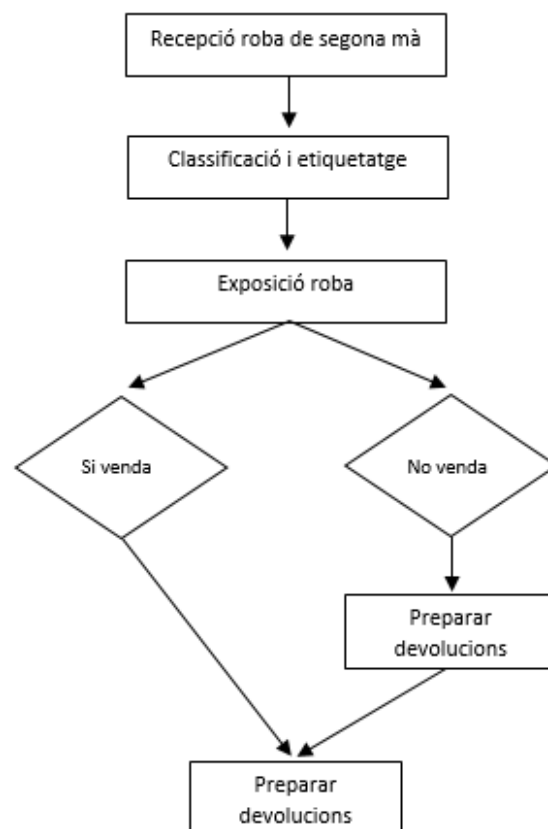 Recepció roba de segona mà
Classificació i etiquetatge
Exposició roba
Si venda
No venda
Preparar
devolucions
Preparar
devolucions